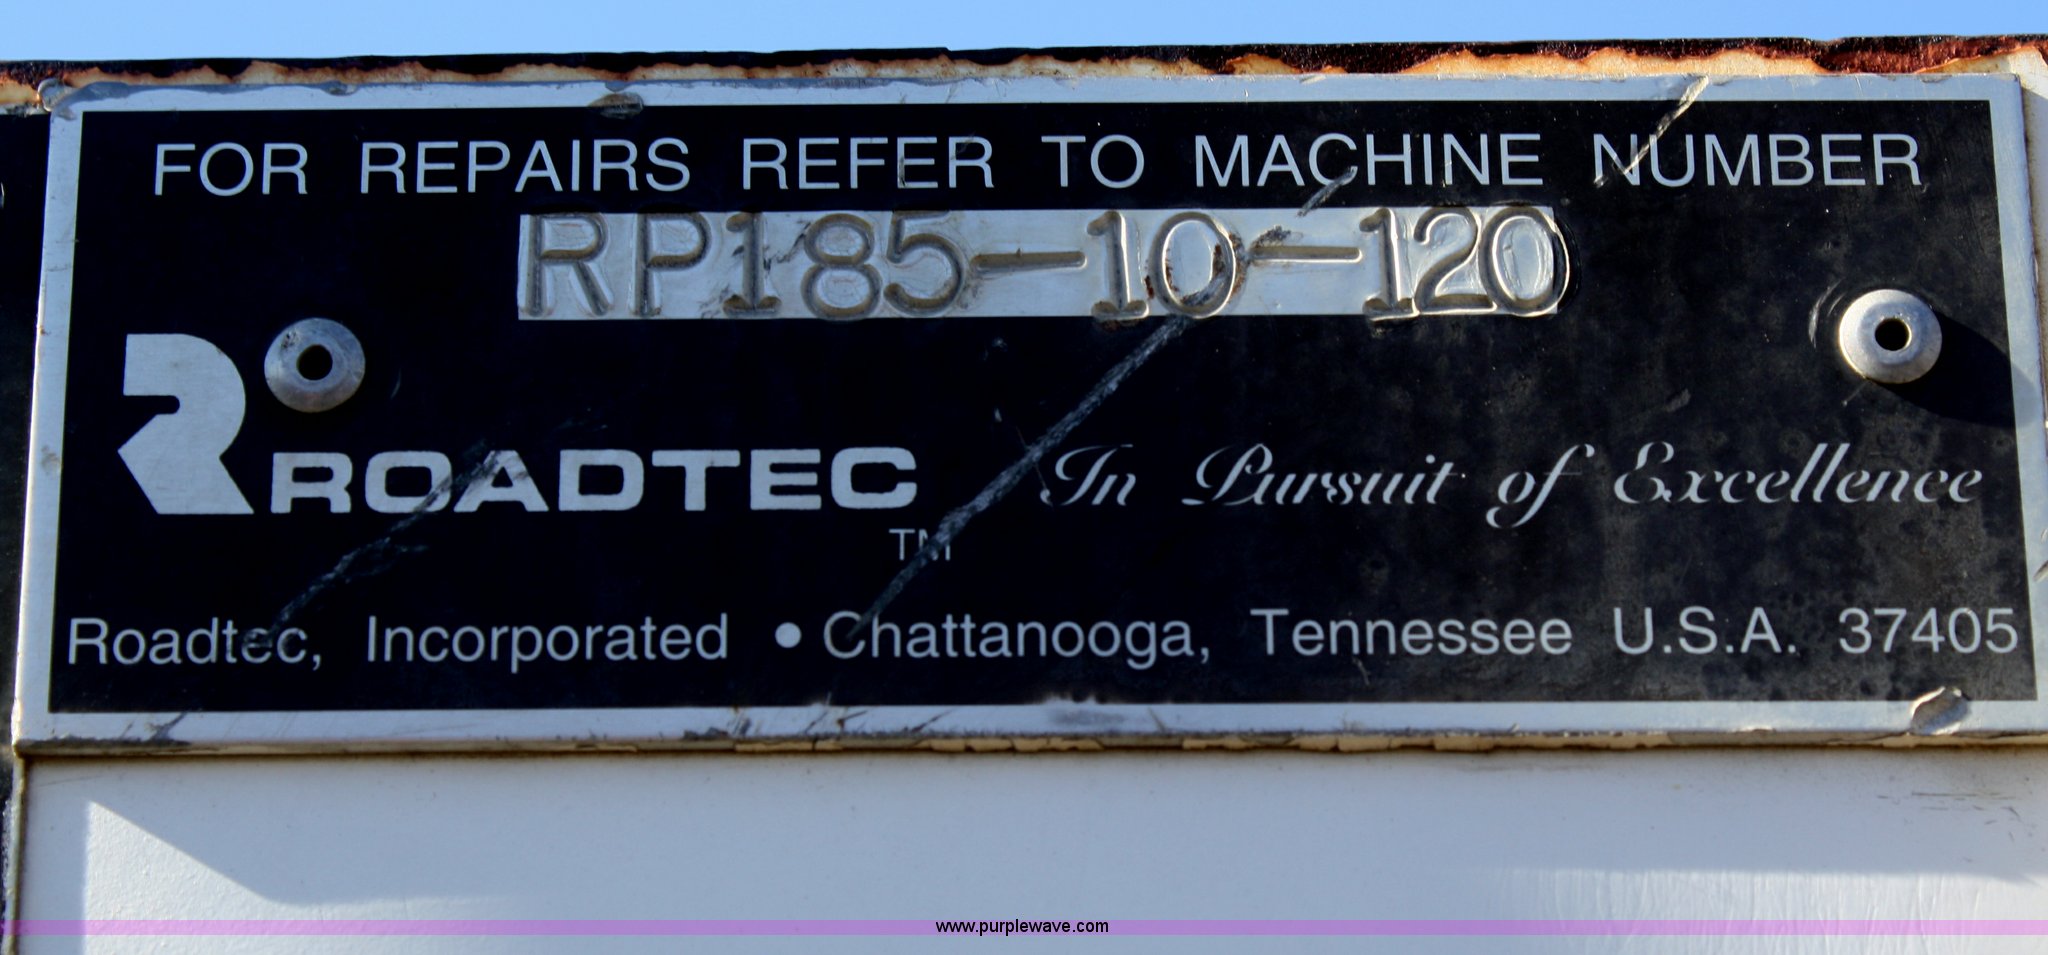 FOR REPAIRS REFER TO MACHINE NUMBER
RP185-10-120
ROADTEC In Pursuit of Excellence
TM
Roadtec, Incorporated • Chattanooga, Tennessee U.S.A. 37405
www.purplewave.com